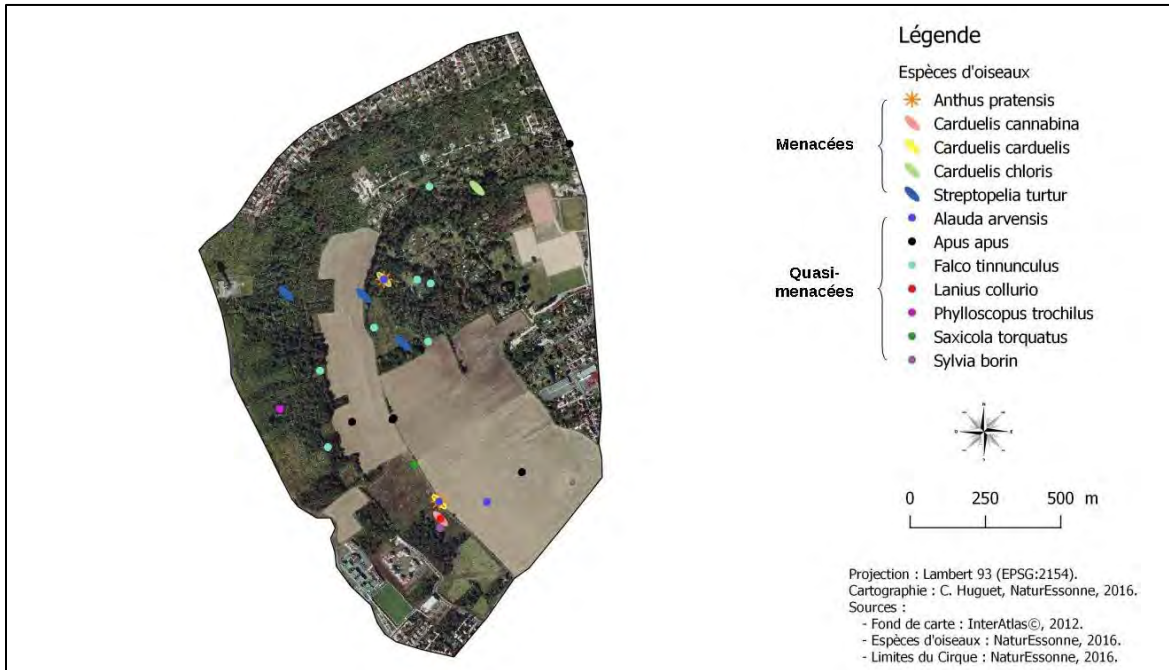 Légende
Espèces d'oiseaux
Menacées
Anthus pratensis
Carduelis cannabina
Carduelis carduelis
Carduelis chloris
Streptopelia turtur
Quasi-
menacées
Alauda arvensis
Apus apus
Falco tinnunculus
Lanius collurio
Phylloscopus trochilus
Saxicola torquatus
Sylvia borin
0 250 500 m
Projection : Lambert 93 (EPSG:2154).
Cartographie : C. Huguet, NaturEssonne, 2016.
Sources :
- Fond de carte : InterAtlas©, 2012.
- Espèces d'oiseaux : NaturEssonne, 2016.
- Limites du Cirque : NaturEssonne, 2016.